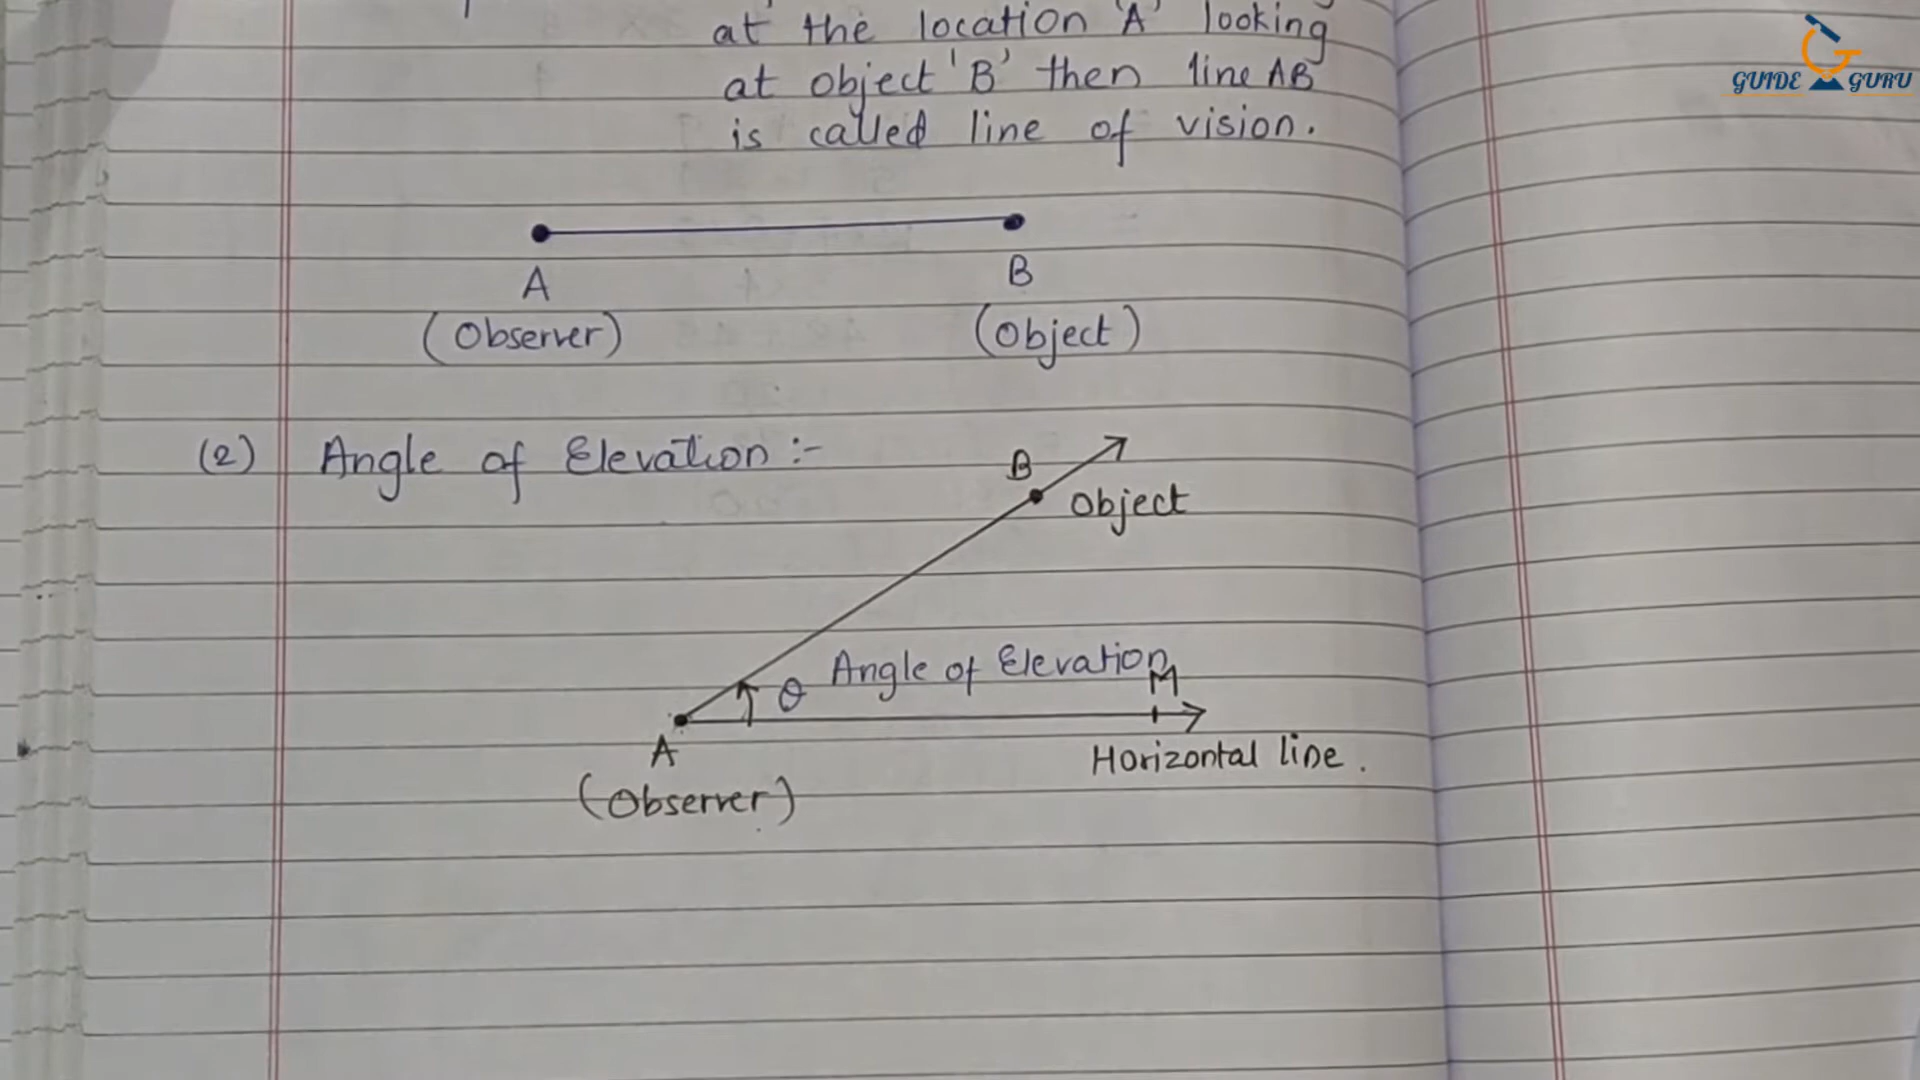 at the location 'A' looking
at object 'B' then line AB
is called line of vision.
A
B
(Observer)
(Object)
(2) Angle of Elevation :-
B
Object
θ Angle of Elevation
M
A
Horizontal line.
(Observer)
GUIDE GURU